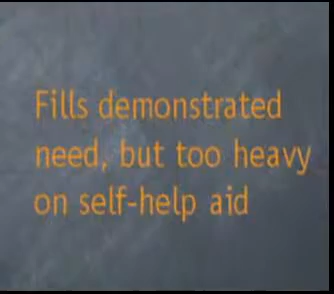 Fills demonstrated
need, but too heavy
on self-help aid